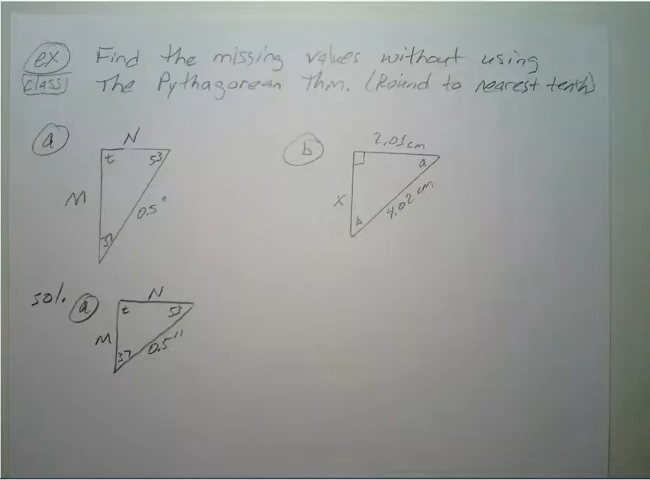 ex Find the missing values without using
class The Pythagorean Thm. (Round to nearest tenth)
a
N
t 53
M
0.5"
37
b
2.03cm
a
x
4.02 cm
sol. a
N
t 53
M
37 0.5"